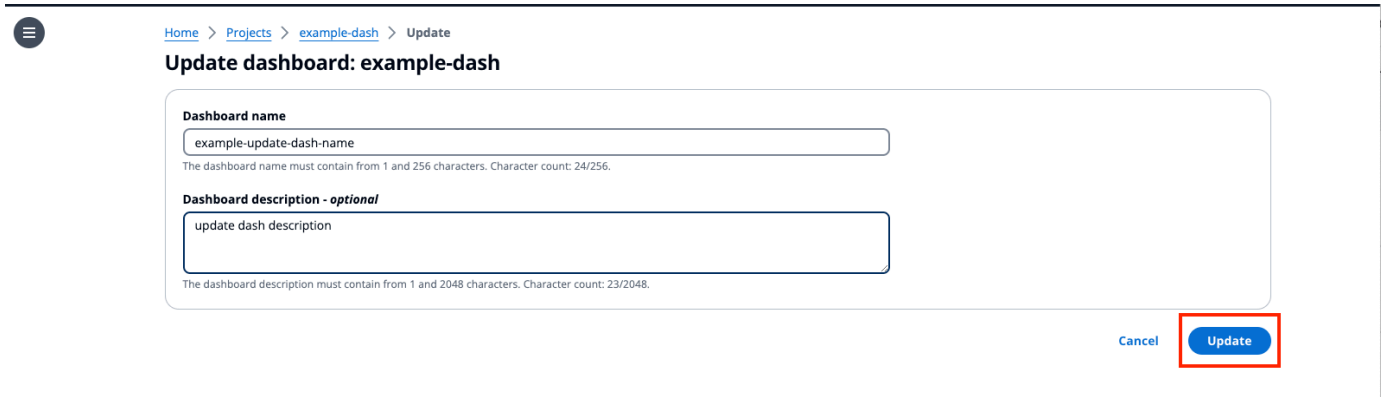 Home > Projects > example-dash > Update
Update dashboard: example-dash
Dashboard name
example-update-dash-name
The dashboard name must contain from 1 and 256 characters. Character count: 24/256.
Dashboard description - optional
update dash description
The dashboard description must contain from 1 and 2048 characters. Character count: 23/2048.
Cancel Update